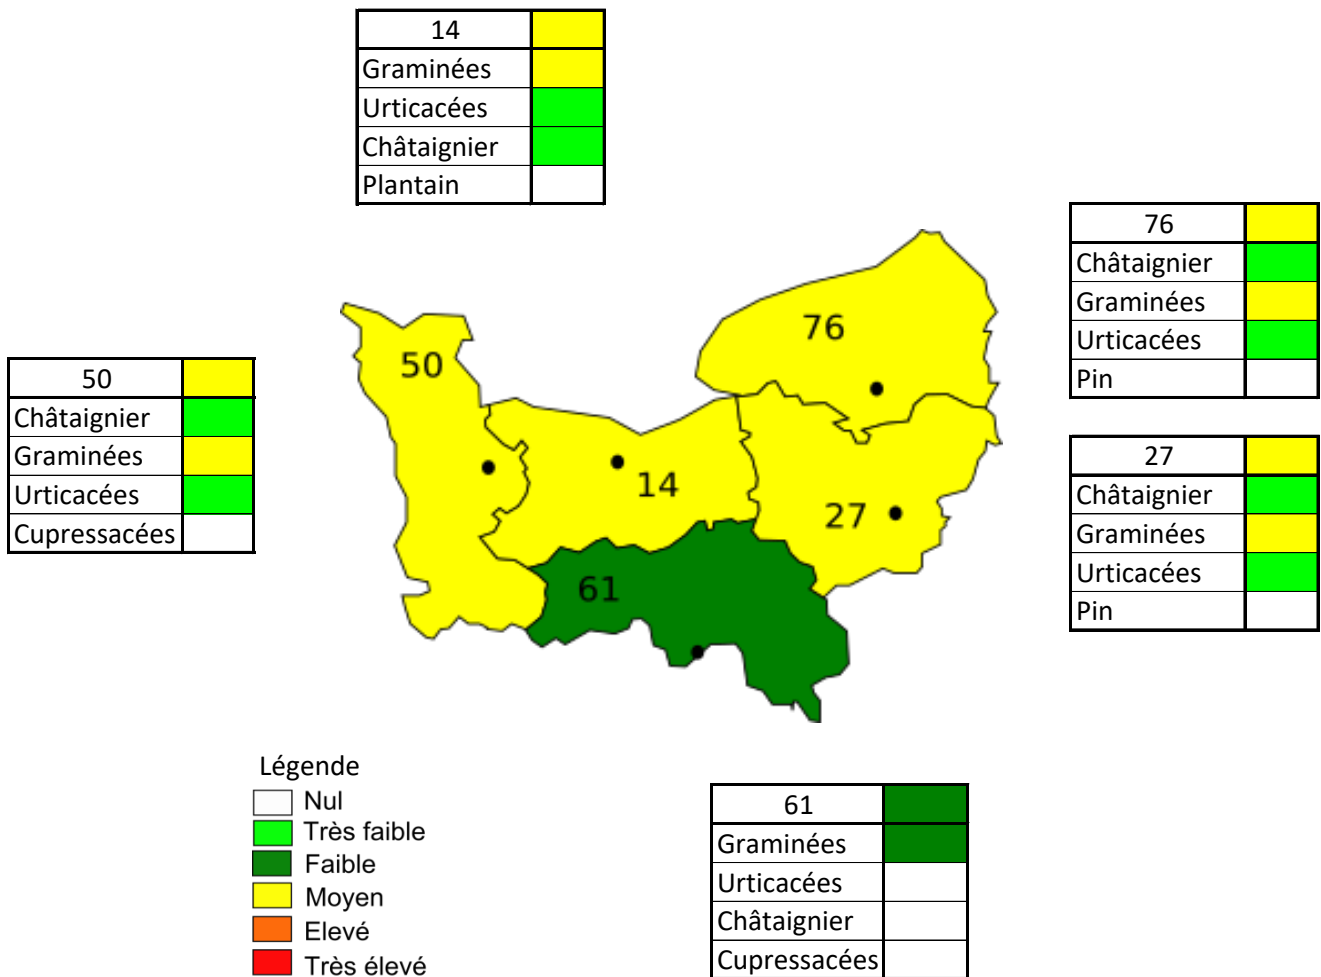 14
Graminées
Urticacées
Châtaignier
Plantain
76
Châtaignier
Graminées
Urticacées
Pin
50
Châtaignier
Graminées
Urticacées
Cupressacées
27
Châtaignier
Graminées
Urticacées
Pin
76
50
14
27
61
Légende
Nul
Très faible
Faible
Moyen
Elevé
Très élevé
61
Graminées
Urticacées
Châtaignier
Cupressacées